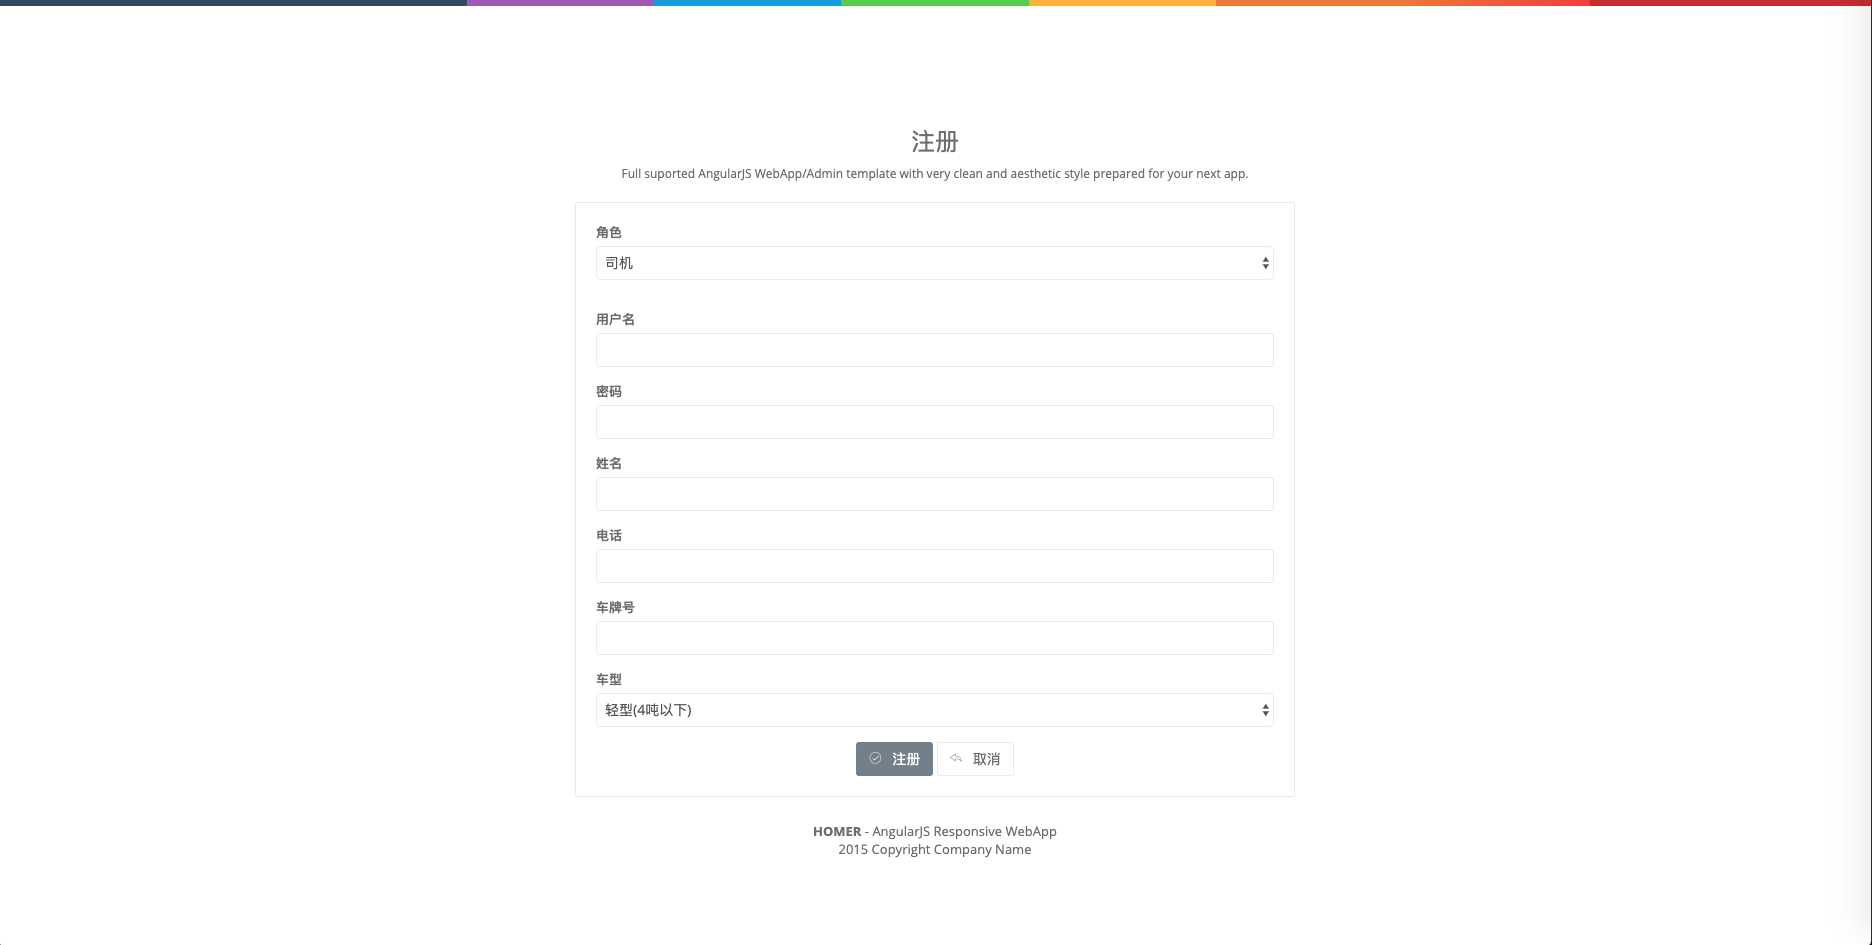 注册
Full suported AngularJS WebApp/Admin template with very clean and aesthetic style prepared for your next app.
角色
司机
用户名
密码
姓名
电话
车牌号
车型
轻型(4吨以下)
注册 取消
HOMER - AngularJS Responsive WebApp
2015 Copyright Company Name